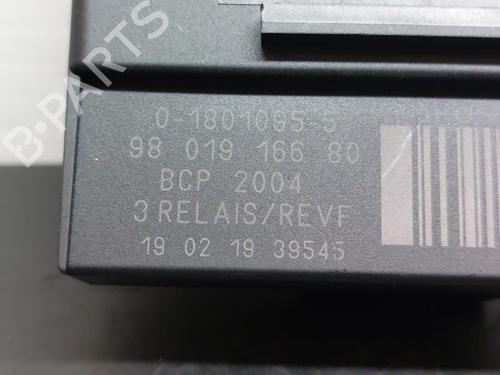 B-PARTS
0-1801095-5
98 019 166 80
BCP 2004
3 RELAIS/REVF
19 02 19 39545